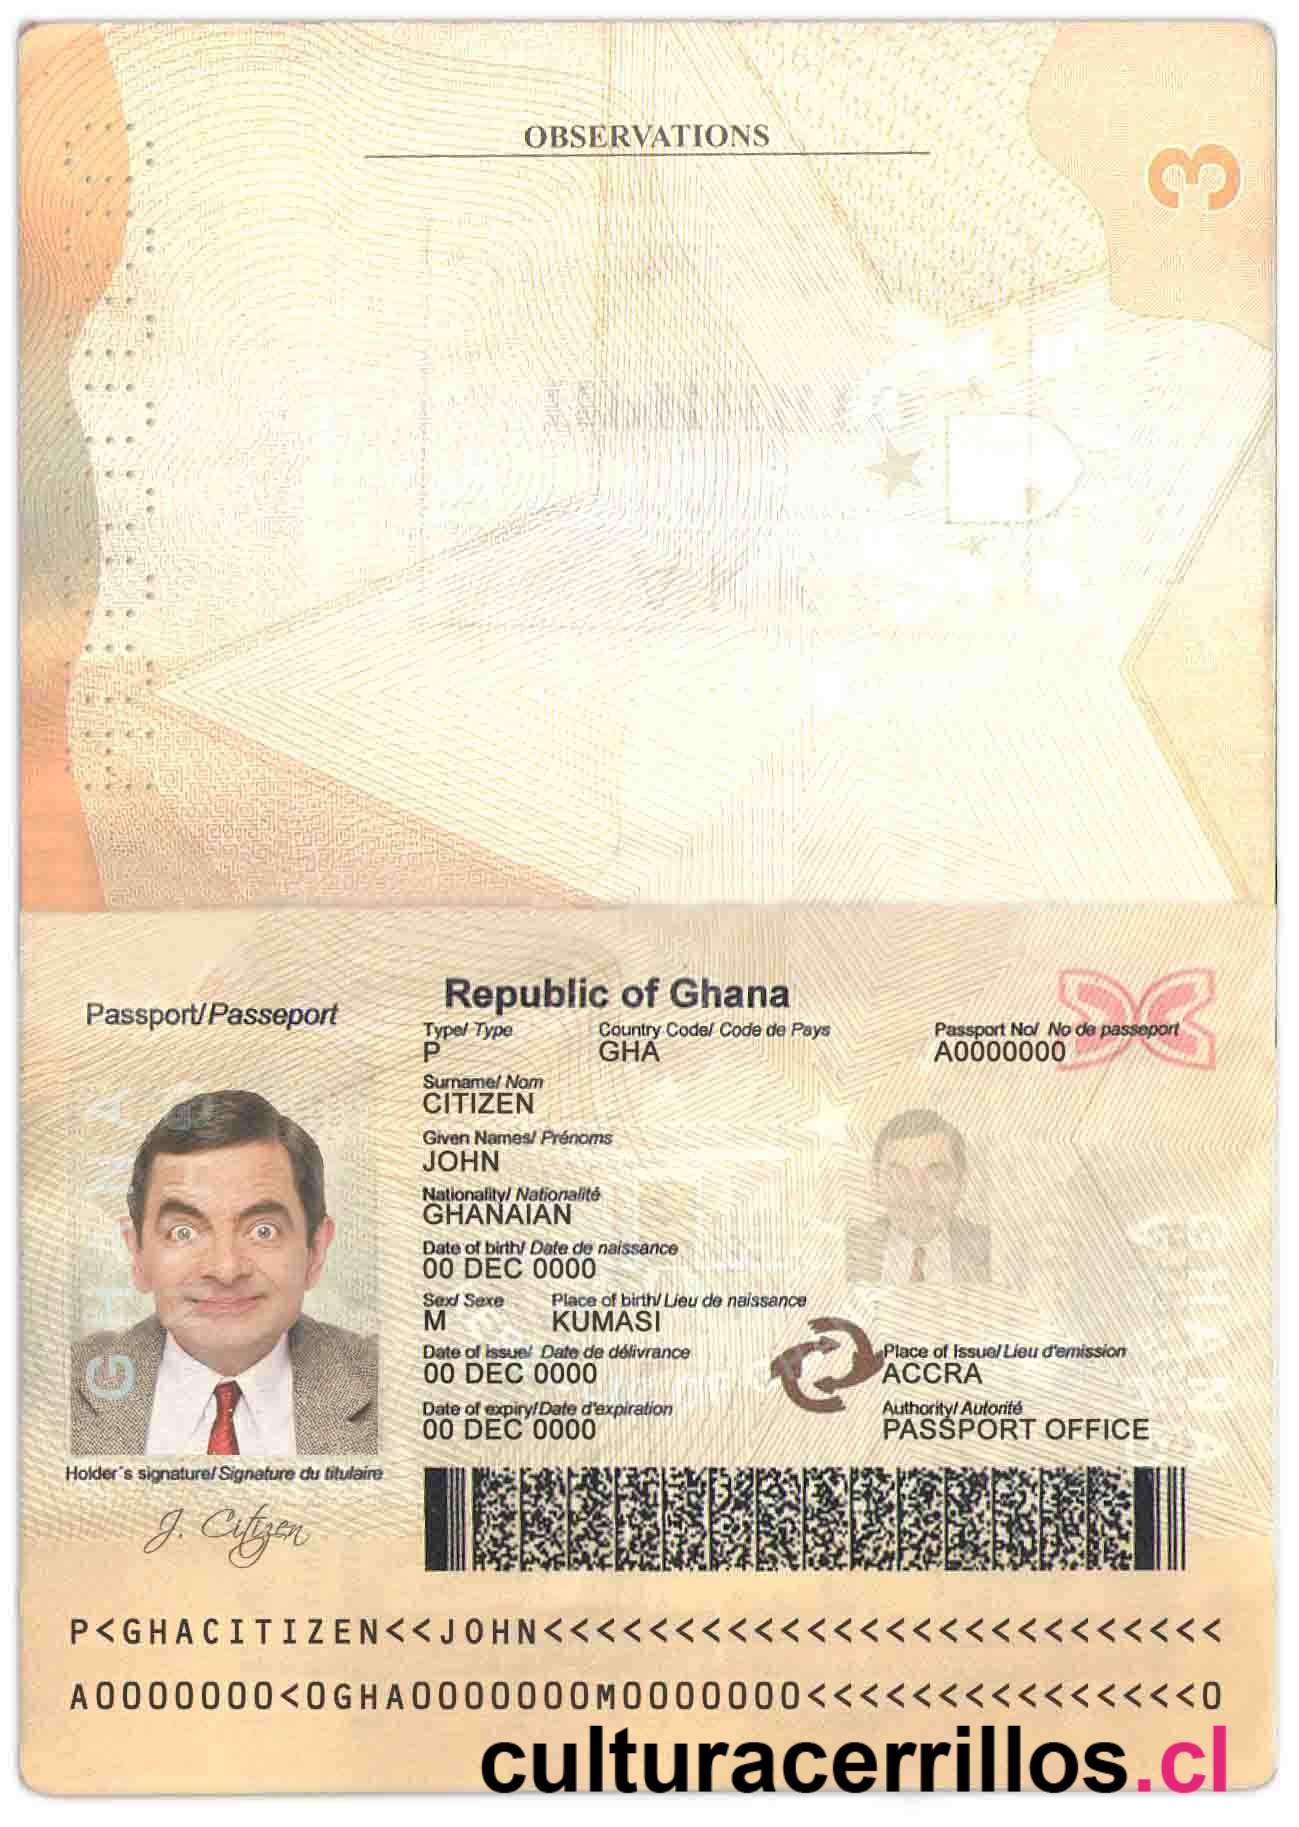 OBSERVATIONS
3
Republic of Ghana
Passport/Passeport
Type/ Type Country Code/ Code de Pays Passport No/ No de passeport
P GHA A0000000
Surname/ Nom
CITIZEN
Given Names/ Prénoms
JOHN
Nationality/ Nationalité
GHANAIAN
Date of birth/ Date de naissance
00 DEC 0000
Sex/ Sexe Place of birth/ Lieu de naissance
M KUMASI
Date of issue/ Date de délivrance Place of Issue/ Lieu d'emission
00 DEC 0000 ACCRA
Date of expiry/ Date d'expiration Authority/ Autorité
00 DEC 0000 PASSPORT OFFICE
Holder´s signature/ Signature du titulaire
J. Citizen
P<GHACITIZEN<<JOHN<<<<<<<<<<<<<<<<<<<<<<<<<<
A0000000<0GHA0000000M0000000<<<<<<<<<<<<<<<0
culturacerrillos.cl